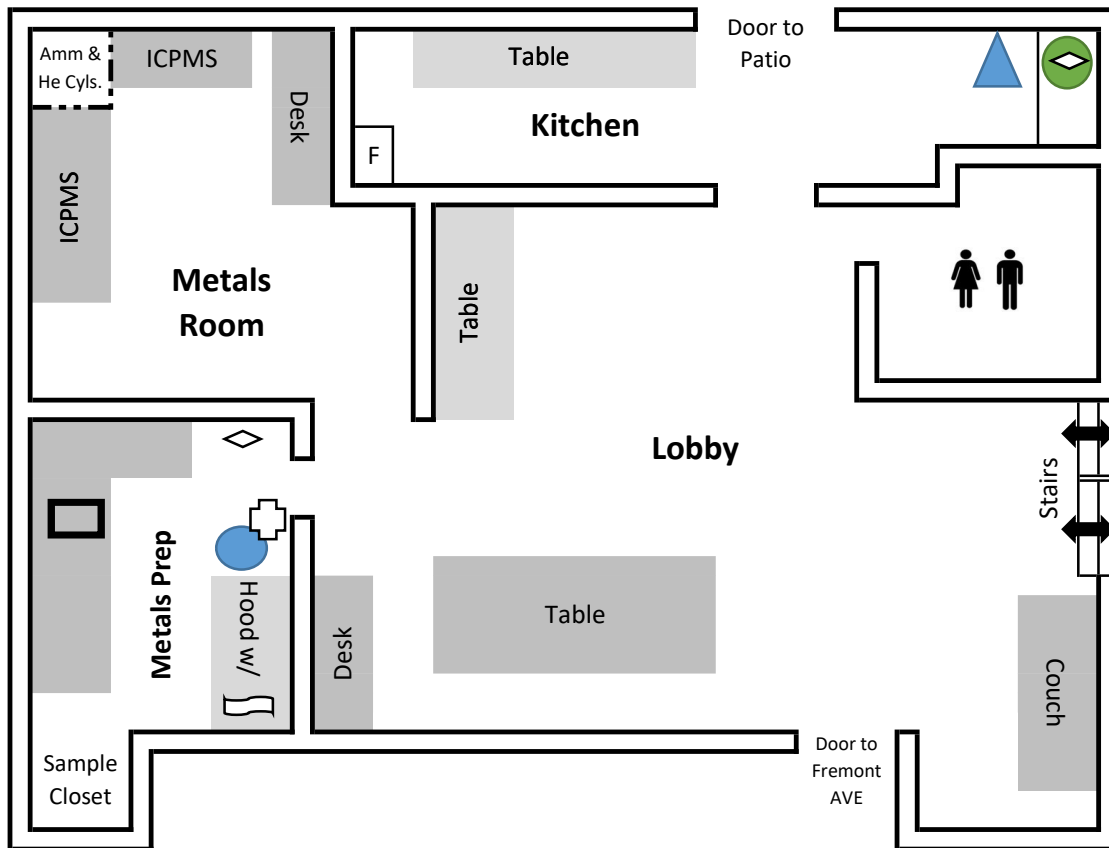 Amm &
He Cyls.
ICPMS
Desk
Table
Door to
Patio
Kitchen
F
ICPMS
Metals
Room
Table
Lobby
Stairs
Metals Prep
Hood w/
Desk
Table
Couch
Sample
Closet
Door to
Fremont
AVE